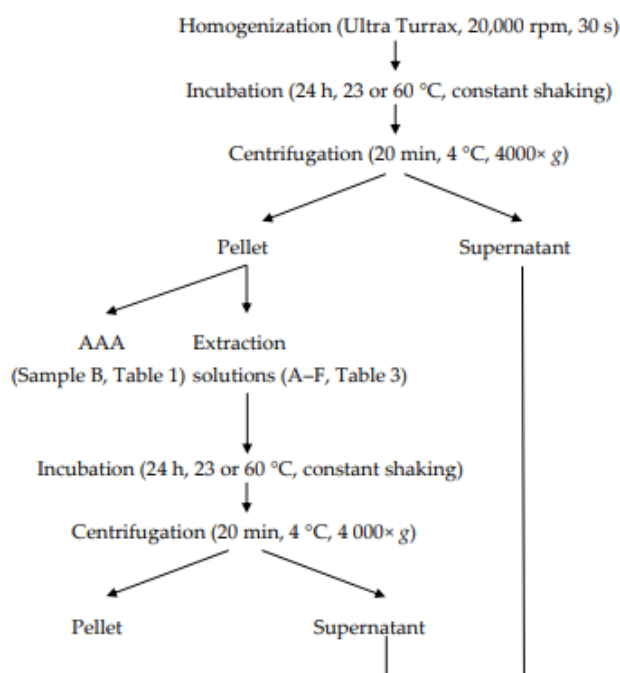 Homogenization (Ultra Turrax, 20,000 rpm, 30 s)
Incubation (24 h, 23 or 60 °C, constant shaking)
Centrifugation (20 min, 4 °C, 4000× g)
Pellet Supernatant
AAA Extraction
(Sample B, Table 1) solutions (A–F, Table 3)
Incubation (24 h, 23 or 60 °C, constant shaking)
Centrifugation (20 min, 4 °C, 4 000× g)
Pellet Supernatant